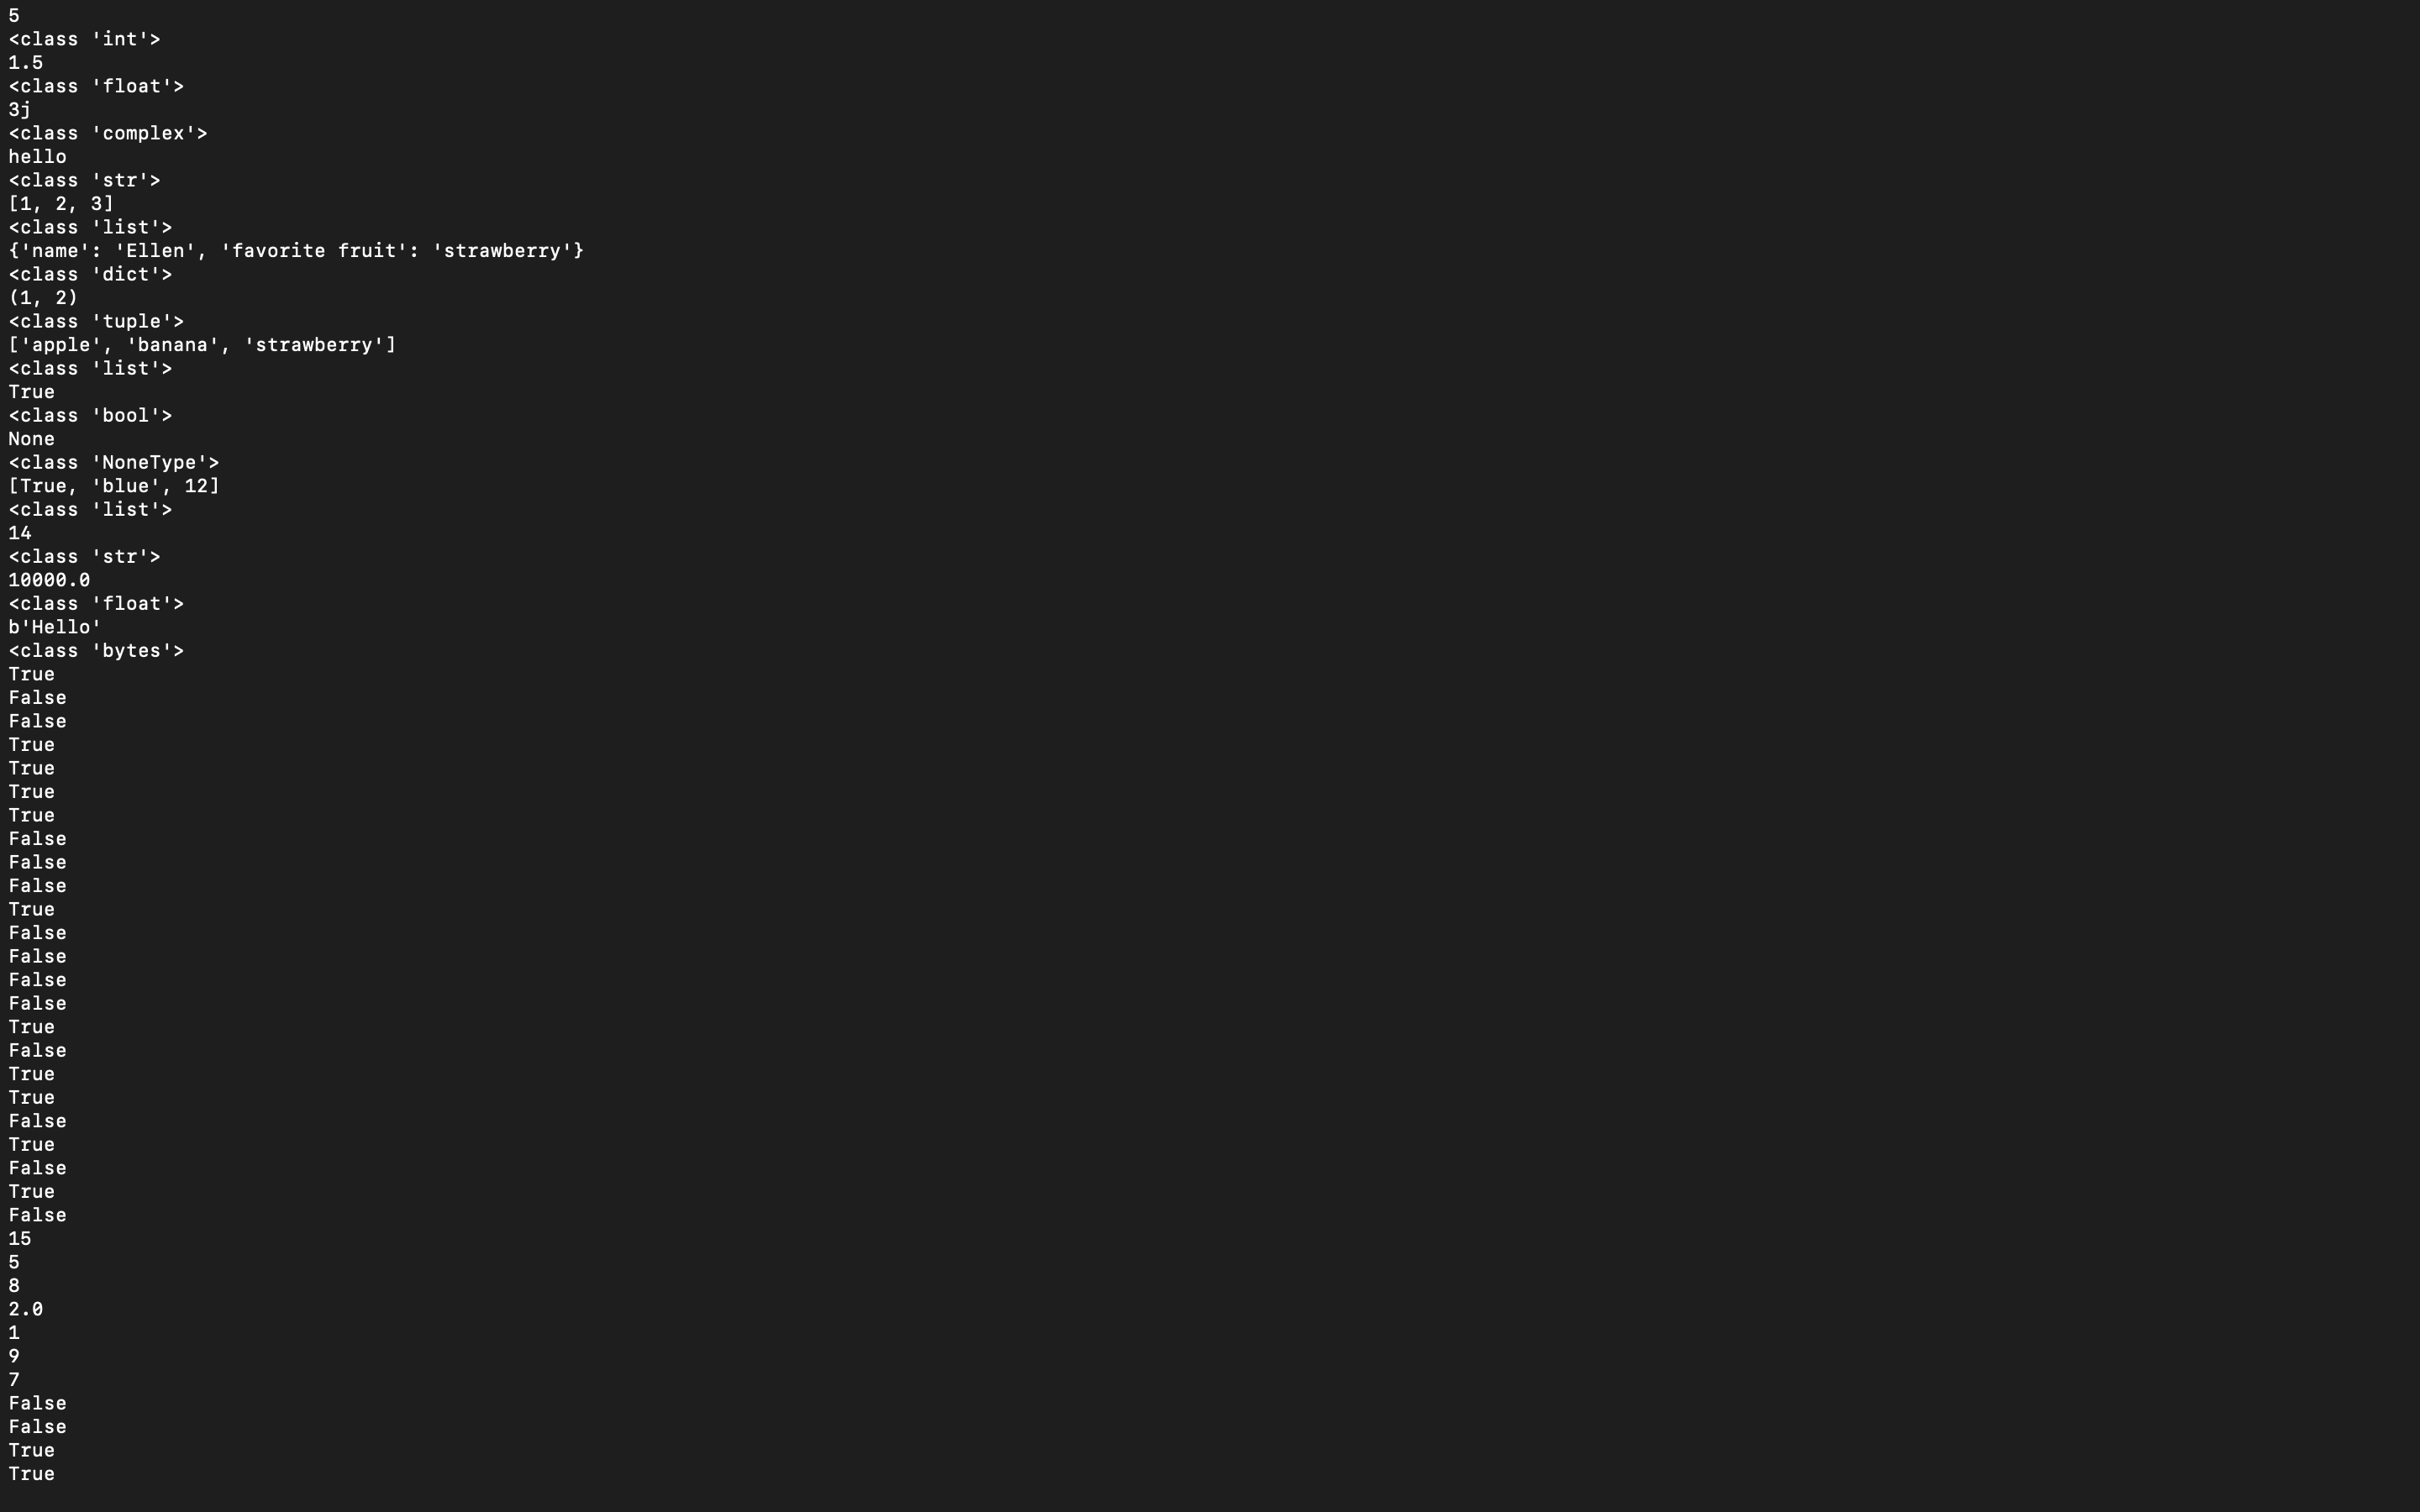 5
<class 'int'>
1.5
<class 'float'>
3j
<class 'complex'>
hello
<class 'str'>
[1, 2, 3]
<class 'list'>
{'name': 'Ellen', 'favorite fruit': 'strawberry'}
<class 'dict'>
(1, 2)
<class 'tuple'>
['apple', 'banana', 'strawberry']
<class 'list'>
True
<class 'bool'>
None
<class 'NoneType'>
[True, 'blue', 12]
<class 'list'>
14
<class 'str'>
10000.0
<class 'float'>
b'Hello'
<class 'bytes'>
True
False
False
True
True
True
True
False
False
False
True
False
False
False
False
True
False
True
True
False
True
False
True
False
15
5
8
2.0
1
9
7
False
False
True
True